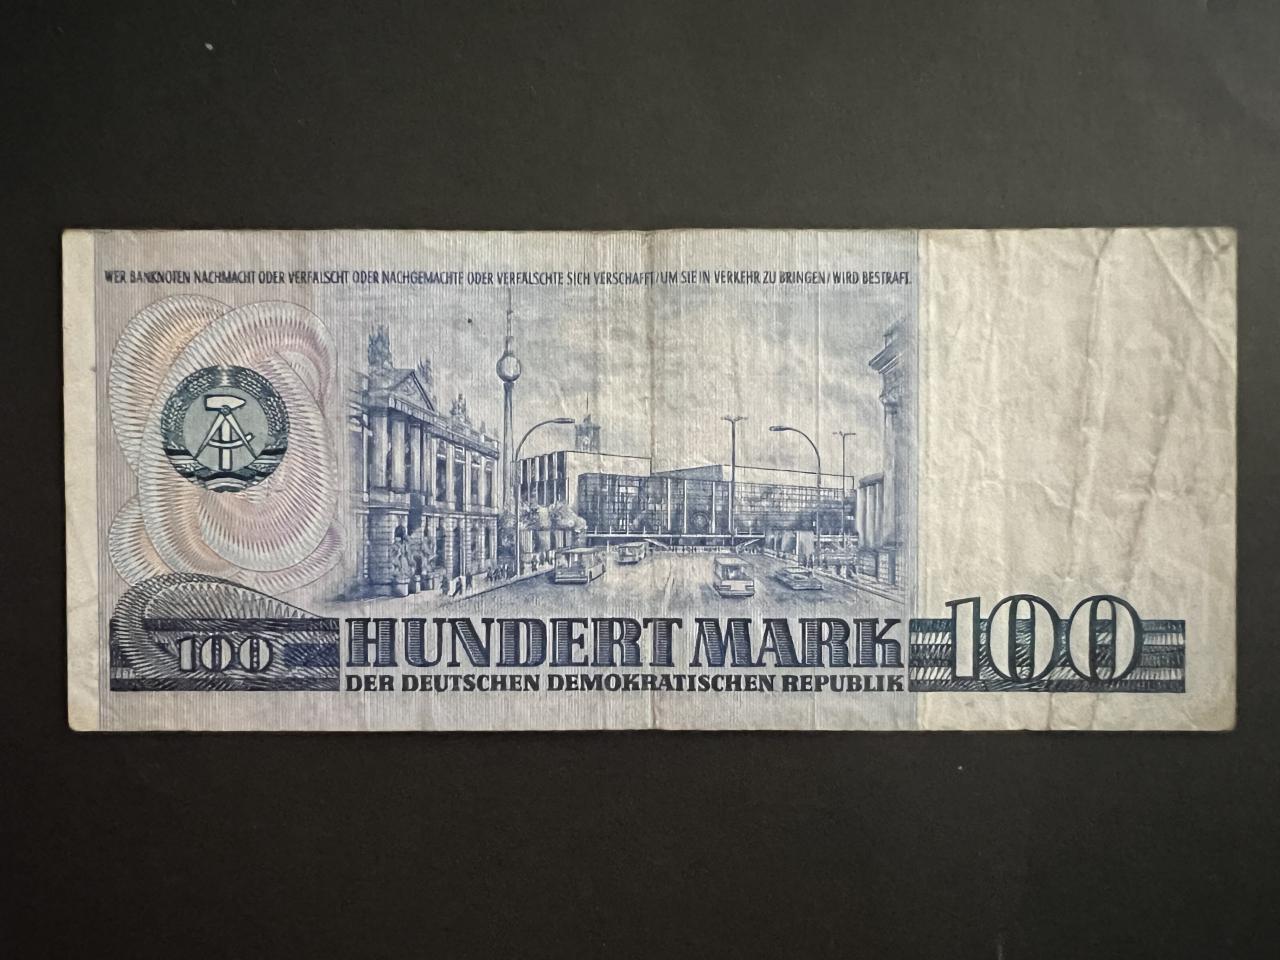 WER BANKNOTEN NACHMACHT ODER VERFÄLSCHT ODER NACHGEMACHTE ODER VERFÄLSCHTE SICH VERSCHAFFT/UM SIE IN VERKEHR ZU BRINGEN/WIRD BESTRAFT.
100 HUNDERT MARK 100
DER DEUTSCHEN DEMOKRATISCHEN REPUBLIK